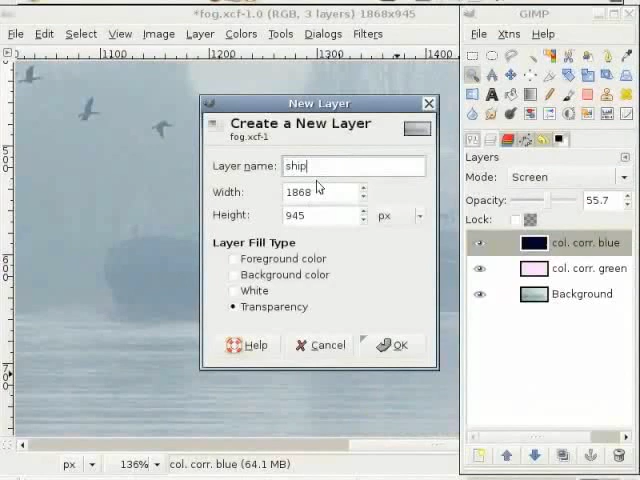 *fog.xcf-1.0 (RGB, 3 layers) 1868x945
File Edit Select View Image Layer Colors Tools Dialogs Filters
1100 1200 1300 1400
500
600
700
New Layer
Create a New Layer
fog.xcf-1
Layer name: ship
Width: 1868
Height: 945 px
Layer Fill Type
Foreground color
Background color
White
Transparency
Help Cancel OK
px 136% col. corr. blue (64.1 MB)
GIMP
File Xtns Help
Layers
Mode: Screen
Opacity: 55.7
Lock:
col. corr. blue
col. corr. green
Background